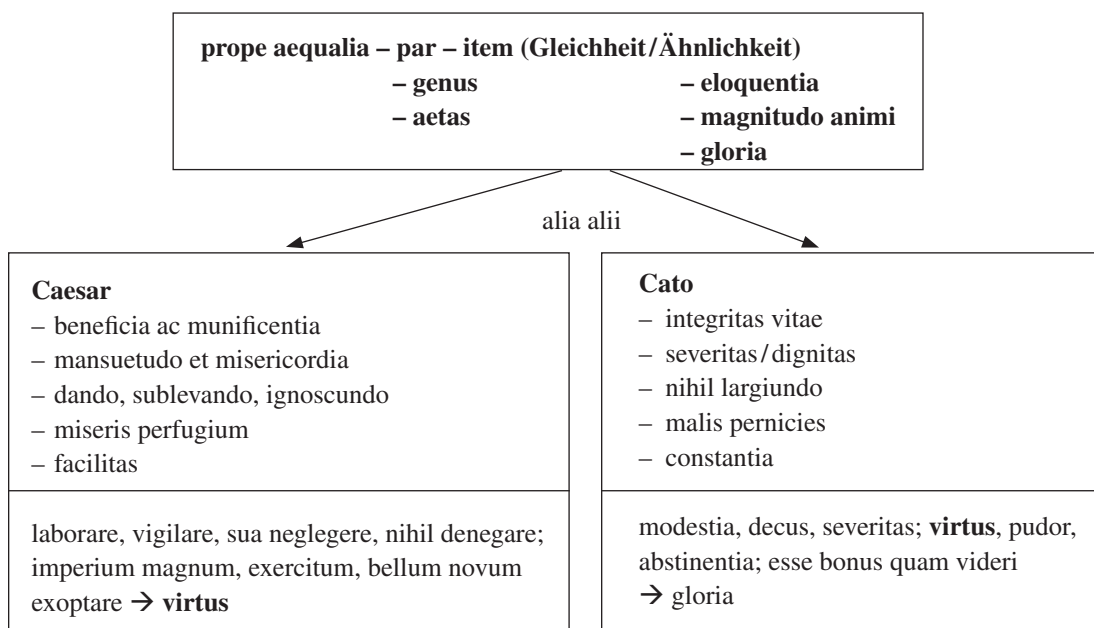 prope aequalia – par – item (Gleichheit/Ähnlichkeit)
– genus – eloquentia
– aetas – magnitudo animi
– gloria
alia alii
Caesar
– beneficia ac munificentia
– mansuetudo et misericordia
– dando, sublevando, ignoscundo
– miseris perfugium
– facilitas
laborare, vigilare, sua neglegere, nihil denegare;
imperium magnum, exercitum, bellum novum
exoptare → virtus
Cato
– integritas vitae
– severitas/dignitas
– nihil largiundo
– malis pernicies
– constantia
modestia, decus, severitas; virtus, pudor,
abstinentia; esse bonus quam videri
→ gloria